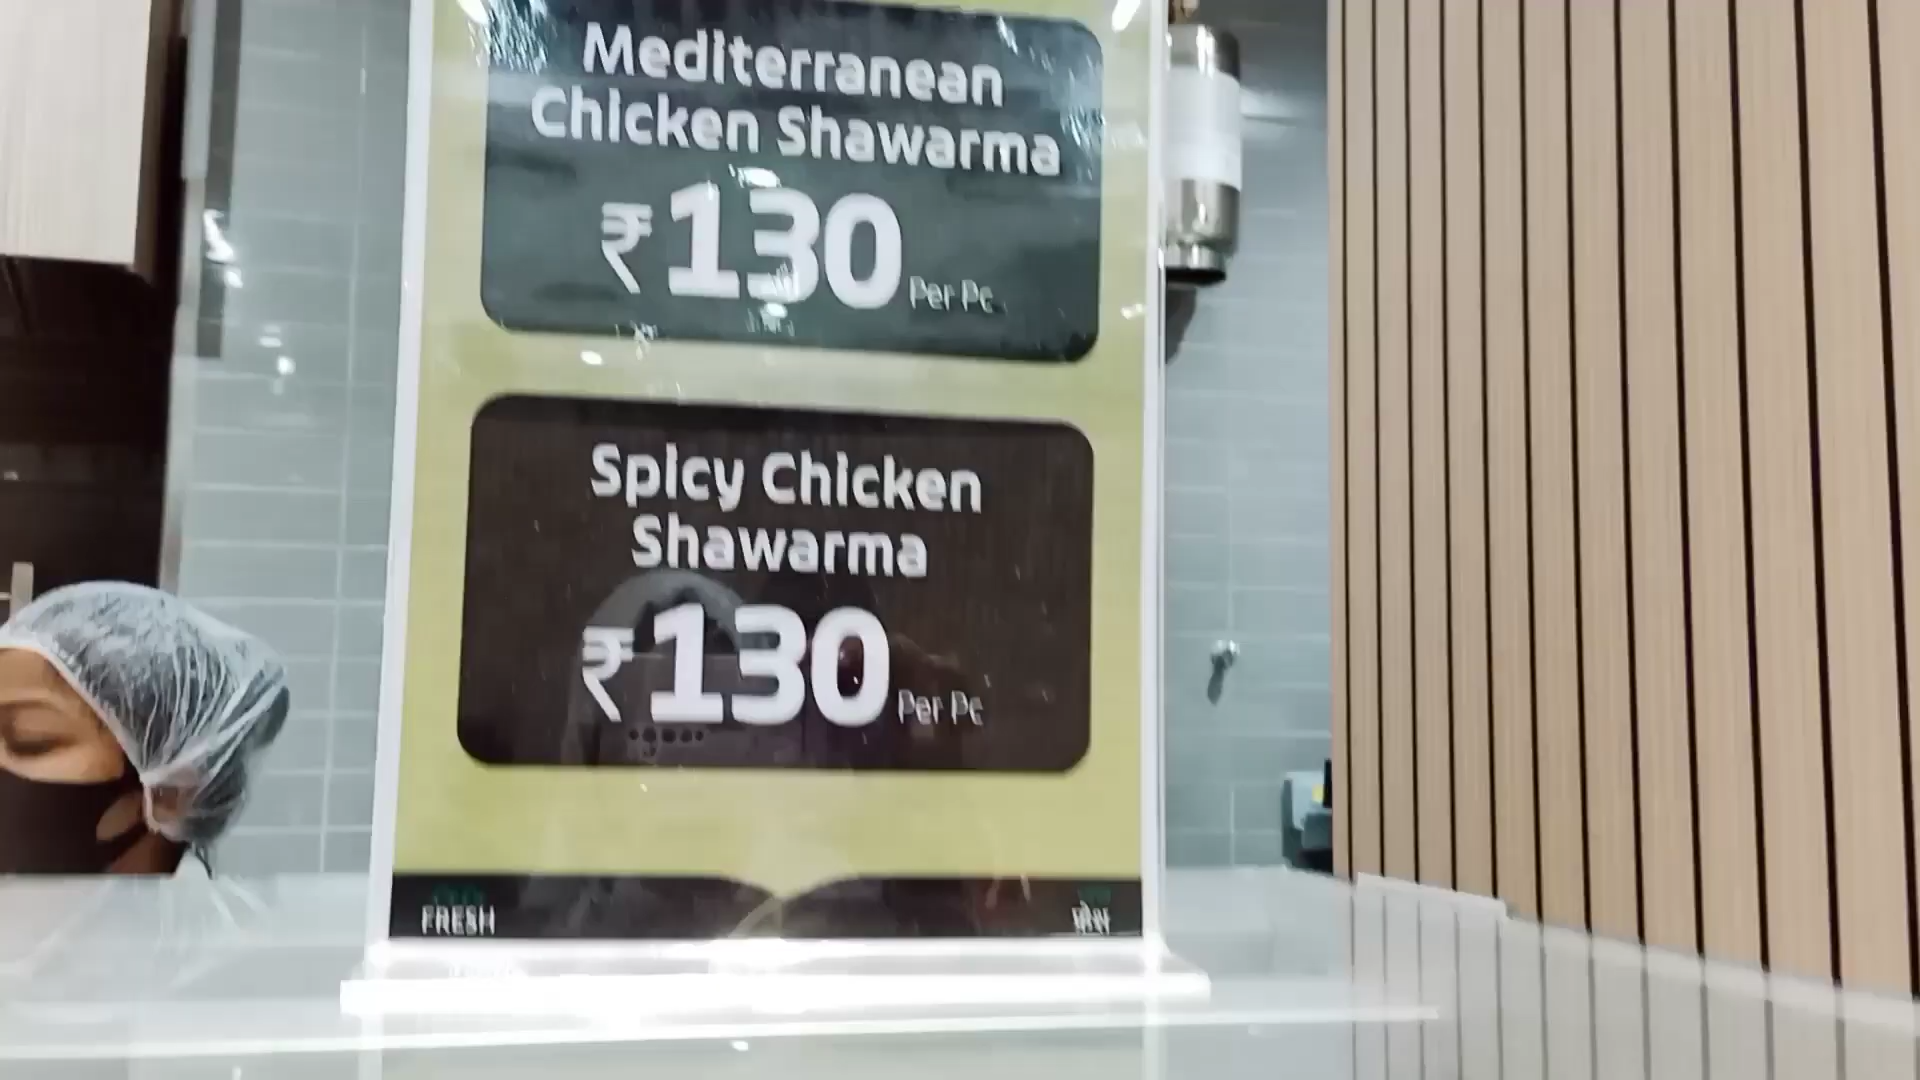 Mediterranean
Chicken Shawarma
₹130 Per Pc
Spicy Chicken
Shawarma
₹130 Per Pc
FRESH
फ्रेश